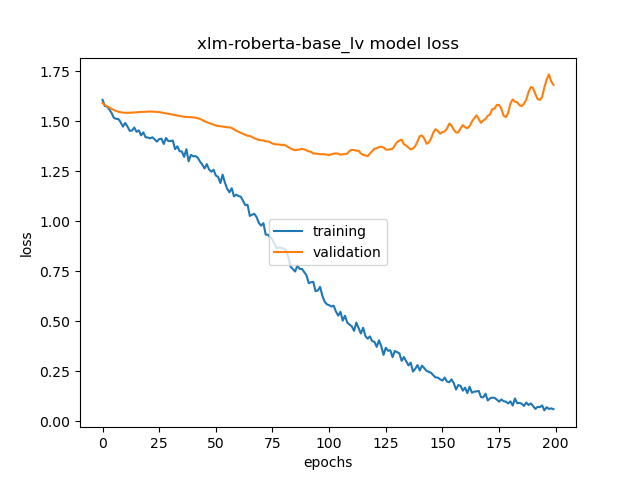 xlm-roberta-base_lv model loss
1.75
1.50
1.25
1.00
0.75
0.50
0.25
0.00
loss
training
validation
0 25 50 75 100 125 150 175 200
epochs